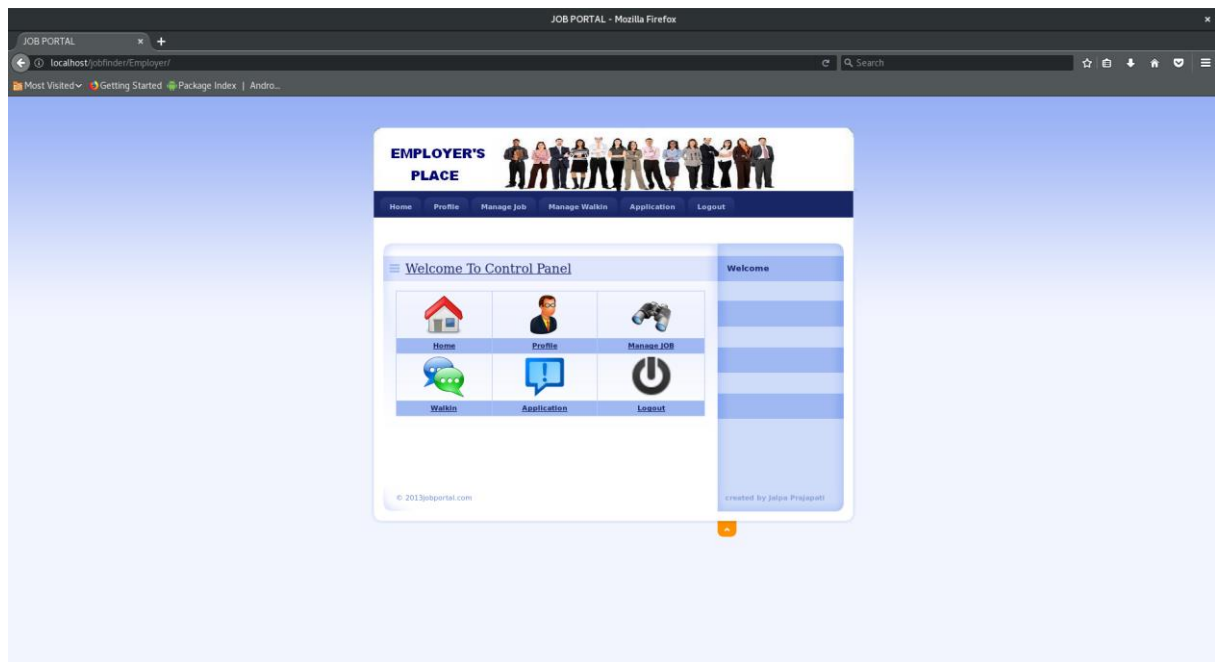 JOB PORTAL - Mozilla Firefox
JOB PORTAL
localhost/jobfinder/Employer/
Search
Most Visited Getting Started Package Index | Andro...
EMPLOYER'S
PLACE
Home Profile Manage Job Manage Walkin Application Logout
Welcome To Control Panel
Welcome
Home Profile Manage JOB
Walkin Application Logout
© 2013jobportal.com
created by Jalpa Prajapati